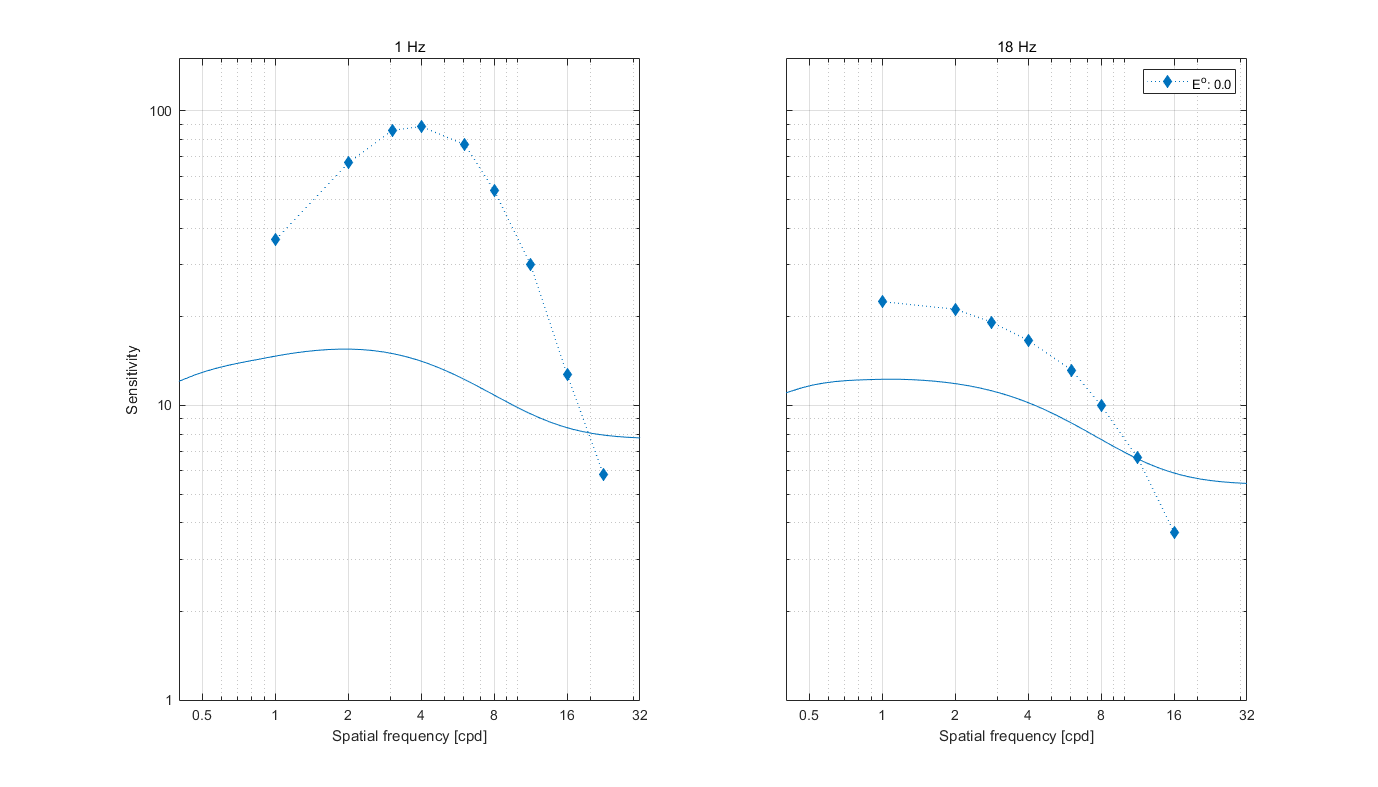 1 Hz
100
10
1
Sensitivity
0.5 1 2 4 8 16 32
Spatial frequency [cpd]
18 Hz
Eº: 0.0
0.5 1 2 4 8 16 32
Spatial frequency [cpd]